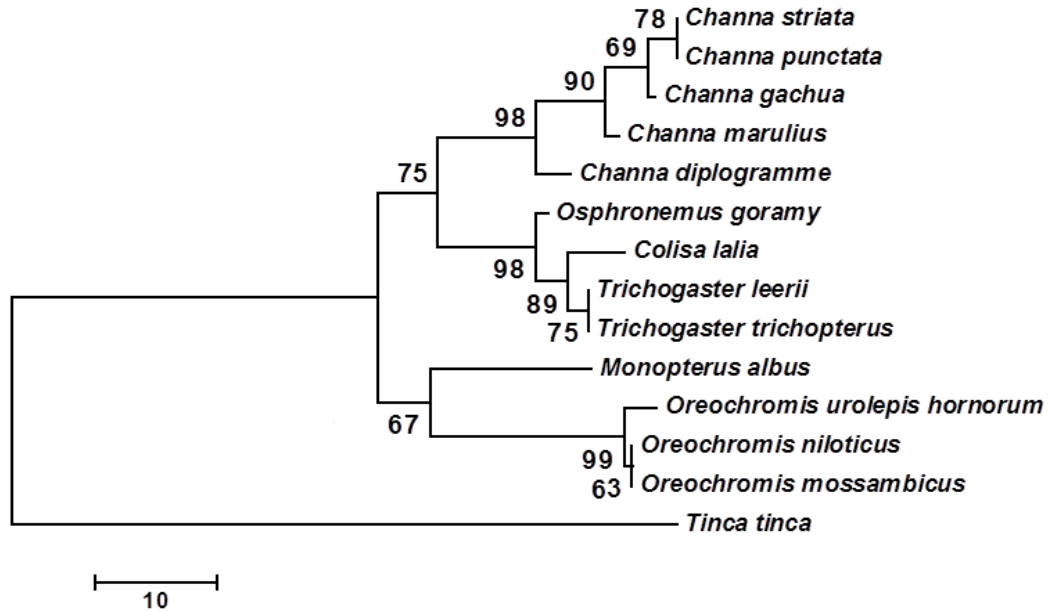 78 Channa striata
Channa punctata
69
Channa gachua
90
Channa marulius
98
Channa diplogramme
75
Osphronemus goramy
Colisa lalia
98
Trichogaster leerii
89
Trichogaster trichopterus
75
Monopterus albus
Oreochromis urolepis hornorum
67
Oreochromis niloticus
99
Oreochromis mossambicus
63
Tinca tinca
10